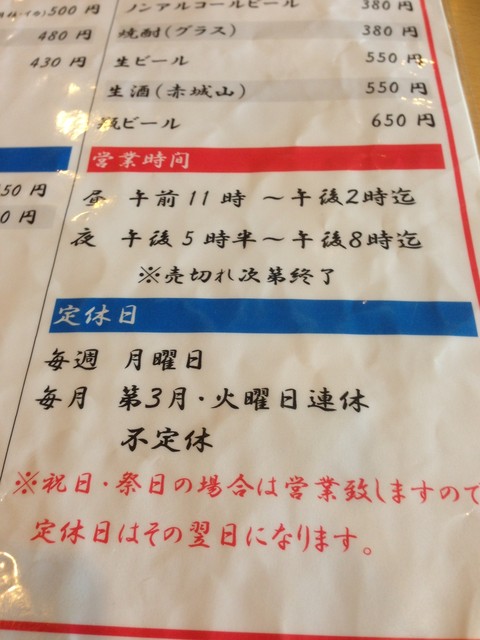 500 円
480 円
430 円
50 円
0 円
ノンアルコールビール 380 円
焼酎(グラス) 380 円
生ビール 550 円
生酒(赤城山) 550 円
瓶ビール 650 円
営業時間
昼 午前11時 ～午後2時迄
夜 午後5時半～午後8時迄
※売切れ次第終了
定休日
毎週 月曜日
毎月 第3月・火曜日連休
不定休
※祝日・祭日の場合は営業致しますので
定休日はその翌日になります。